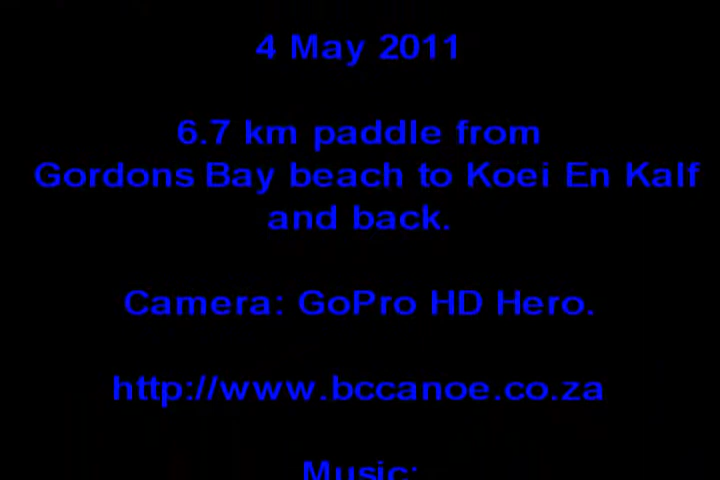 4 May 2011
6.7 km paddle from
Gordons Bay beach to Koei En Kalf
and back.
Camera: GoPro HD Hero.
http://www.bccanoe.co.za
Music: